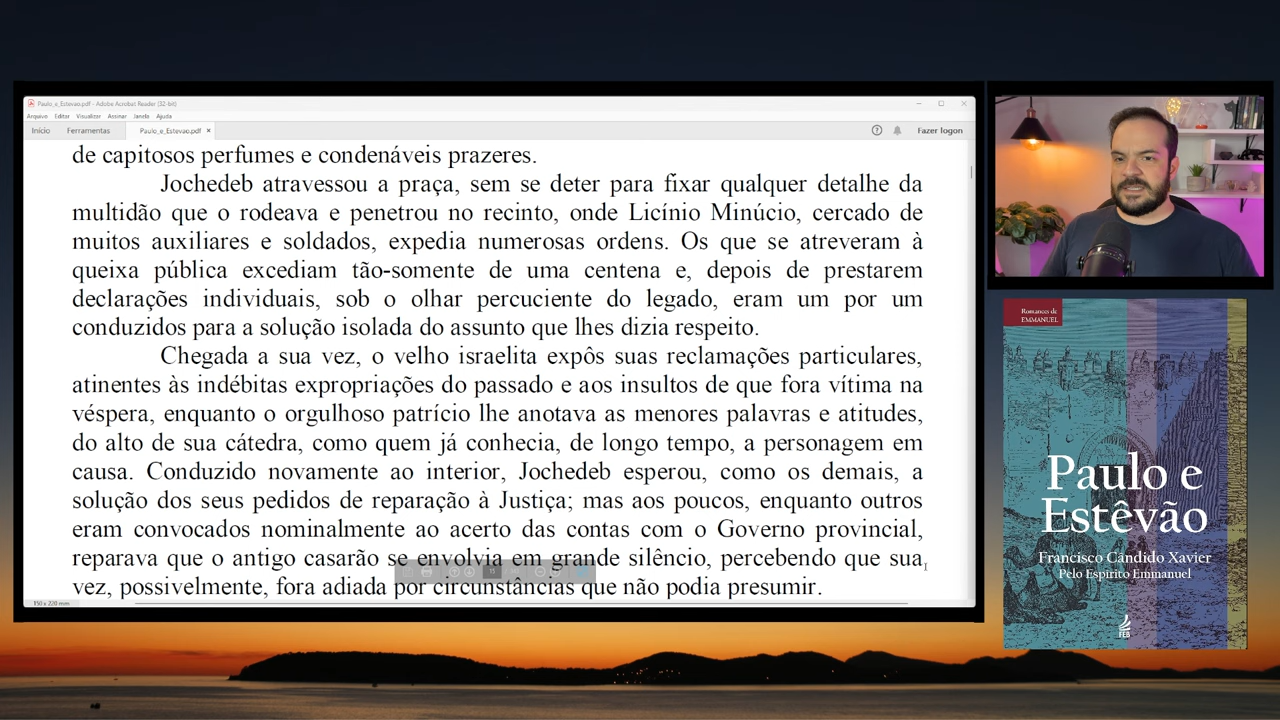 Paulo_e_Estevao.pdf - Adobe Acrobat Reader (32-bit)
Arquivo Editar Visualizar Assinar Janela Ajuda
Início Ferramentas Paulo_e_Estevao.pdf × Fazer logon
de capitosos perfumes e condenáveis prazeres.
Jochedeb atravessou a praça, sem se deter para fixar qualquer detalhe da
multidão que o rodeava e penetrou no recinto, onde Licínio Minúcio, cercado de
muitos auxiliares e soldados, expedia numerosas ordens. Os que se atreveram à
queixa pública excediam tão-somente de uma centena e, depois de prestarem
declarações individuais, sob o olhar percuciente do legado, eram um por um
conduzidos para a solução isolada do assunto que lhes dizia respeito.
Chegada a sua vez, o velho israelita expôs suas reclamações particulares,
atinentes às indébitas expropriações do passado e aos insultos de que fora vítima na
véspera, enquanto o orgulhoso patrício lhe anotava as menores palavras e atitudes,
do alto de sua cátedra, como quem já conhecia, de longo tempo, a personagem em
causa. Conduzido novamente ao interior, Jochedeb esperou, como os demais, a
solução dos seus pedidos de reparação à Justiça; mas aos poucos, enquanto outros
eram convocados nominalmente ao acerto das contas com o Governo provincial,
reparava que o antigo casarão se envolvia em grande silêncio, percebendo que sua
vez, possivelmente, fora adiada por circunstâncias que não podia presumir.
150 x 220 mm
Romances de
EMMANUEL
Paulo e
Estêvão
Francisco Cândido Xavier
Pelo Espírito Emmanuel
FEB